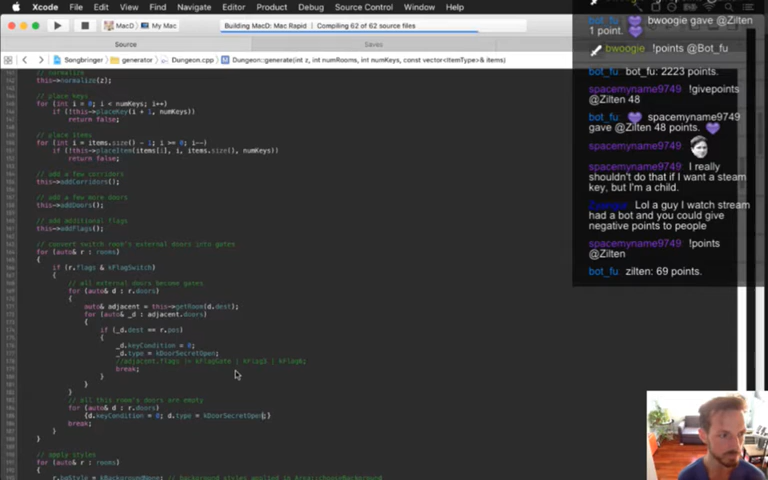 Xcode File Edit View Find Navigate Editor Product Debug Source Control Window Help
MacD My Mac
Building MacD: Mac Rapid | Compiling 62 of 62 source files
Source
Saves
Songbringer generator Dungeon.cpp Dungeon::generate(int z, int numRooms, int numKeys, const vector<ItemType>& items)
// normalize
this->normalize(z);
// place keys
for (int i = 0; i < numKeys; i++)
if (!this->placeKey(i + 1, numKeys))
return false;
// place items
for (int i = items.size() - 1; i >= 0; i--)
if (!this->placeItem(items[i], i, items.size(), numKeys))
return false;
// add a few corridors
this->addCorridors();
// add a few more doors
this->addDoors();
// add additional flags
this->addFlags();
// convert switch room's external doors into gates
for (auto& r : rooms)
{
if (r.flags & kFlagSwitch)
{
// all external doors become gates
for (auto& d : r.doors)
{
auto& adjacent = this->getRoom(d.dest);
for (auto& _d : adjacent.doors)
{
if (_d.dest == r.pos)
{
_d.keyCondition = 0;
_d.type = kDoorSecretOpen;
//adjacent.flags |= kFlagGate | kFlagE | kFlagN;
break;
}
}
}
// all this room's doors are empty
for (auto& d : r.doors)
{d.keyCondition = 0; d.type = kDoorSecretOpen;}
break;
}
}
// apply styles
for (auto& r : rooms)
{
bot_fu: bwoogie gave @Zilten
1 point.
bwoogie !points @Bot_fu
bot_fu: bot_fu: 2223 points.
spacemyname9749 !givepoints
@Zilten 48
bot_fu: spacemyname9749
gave @Zilten 48 points.
spacemyname9749
spacemyname9749 I really
shouldn't do that if I want a steam
key, but I'm a child.
Lol a guy I watch stream
had a bot and you could give
negative points to people
spacemyname9749 !points
@Zilten
bot_fu: zilten: 69 points.